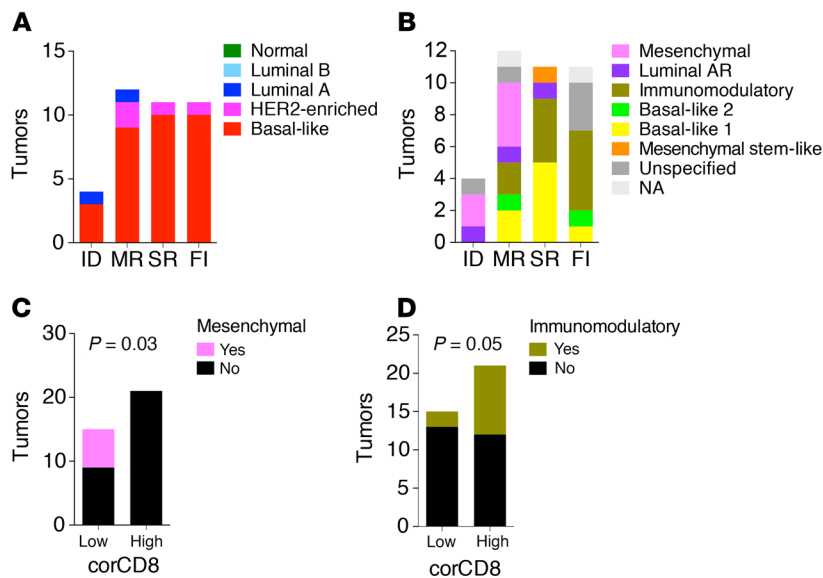 A
15
10
5
0
Tumors
ID MR SR FI
Normal
Luminal B
Luminal A
HER2-enriched
Basal-like
B
12
10
8
6
4
2
0
Tumors
ID MR SR FI
Mesenchymal
Luminal AR
Immunomodulatory
Basal-like 2
Basal-like 1
Mesenchymal stem-like
Unspecified
NA
C
30
20
10
0
Tumors
P = 0.03
Low High
corCD8
Mesenchymal
Yes
No
D
25
20
15
10
5
0
Tumors
P = 0.05
Low High
corCD8
Immunomodulatory
Yes
No